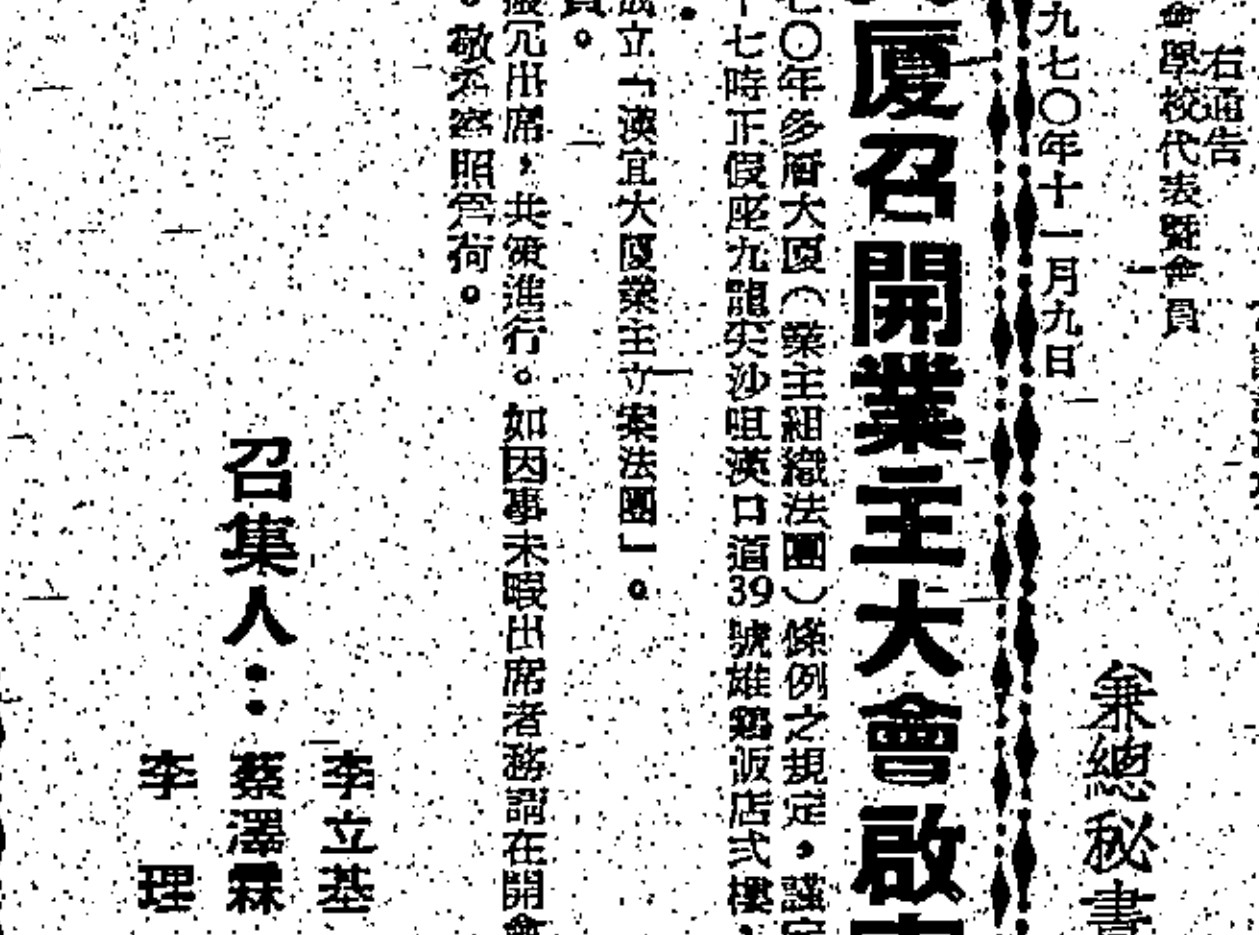 右通告
會學校代表暨會員
兼總秘書
九七〇年十一月九日
廈召開業主大會啟
七〇年多層大廈（業主組織法團）條例之規定，謹定
十七時正假座九龍尖沙咀漢口道39號雄鷄飯店弍樓，
成立「漢宜大廈業主立案法團」。
撥冗出席，共策進行。如因事未暇出席者務請在開會
。敬希察照為荷。
召集人：
李立基
蔡澤霖
李理